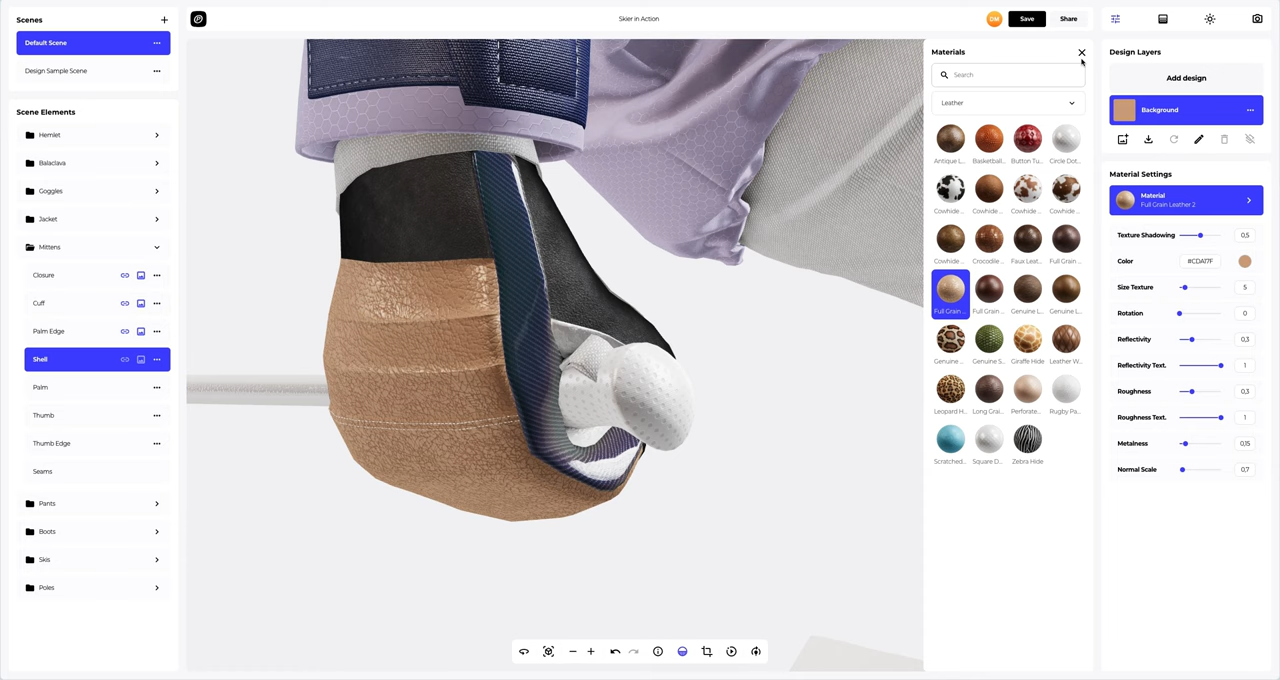 Scenes
Default Scene
Design Sample Scene
Scene Elements
Hemlet
Balaclava
Goggles
Jacket
Mittens
Closure
Cuff
Palm Edge
Shell
Palm
Thumb
Thumb Edge
Seams
Pants
Boots
Skis
Poles
Skier in Action
DM
Save
Share
Materials
Search
Leather
Antique L...
Basketball...
Button Tu...
Circle Dot...
Cowhide ...
Cowhide ...
Cowhide ...
Cowhide ...
Cowhide ...
Crocodile ...
Faux Leat...
Full Grain ...
Full Grain ...
Full Grain ...
Genuine L...
Genuine L...
Genuine ...
Genuine S...
Giraffe Hide
Leather W...
Leopard H...
Long Grai...
Perforate...
Rugby Pa...
Scratched...
Square D...
Zebra Hide
Design Layers
Add design
Background
Material Settings
Material
Full Grain Leather 2
Texture Shadowing 0,5
Color #CDA17F
Size Texture 5
Rotation 0
Reflectivity 0,3
Reflectivity Text. 1
Roughness 0,3
Roughness Text. 1
Metalness 0,15
Normal Scale 0,7